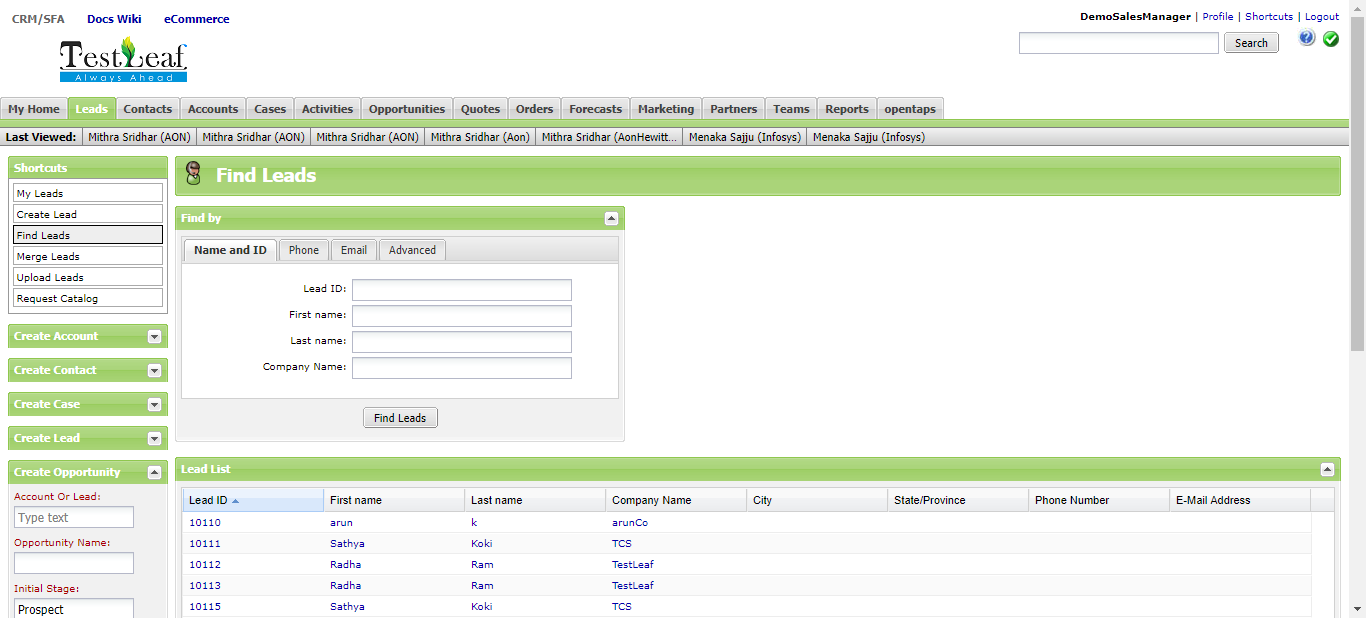 CRM/SFA Docs Wiki eCommerce
DemoSalesManager | Profile | Shortcuts | Logout
TestLeaf
Always Ahead
Search
My Home Leads Contacts Accounts Cases Activities Opportunities Quotes Orders Forecasts Marketing Partners Teams Reports opentaps
Last Viewed: Mithra Sridhar (AON) Mithra Sridhar (AON) Mithra Sridhar (AON) Mithra Sridhar (Aon) Mithra Sridhar (AonHewitt... Menaka Sajju (Infosys) Menaka Sajju (Infosys)
Shortcuts
My Leads
Create Lead
Find Leads
Merge Leads
Upload Leads
Request Catalog
Create Account
Create Contact
Create Case
Create Lead
Create Opportunity
Account Or Lead:
Type text
Opportunity Name:
Initial Stage:
Prospect
Find Leads
Find by
Name and ID Phone Email Advanced
Lead ID:
First name:
Last name:
Company Name:
Find Leads
Lead List
Lead ID First name Last name Company Name City State/Province Phone Number E-Mail Address
10110 arun k arunCo
10111 Sathya Koki TCS
10112 Radha Ram TestLeaf
10113 Radha Ram TestLeaf
10115 Sathya Koki TCS